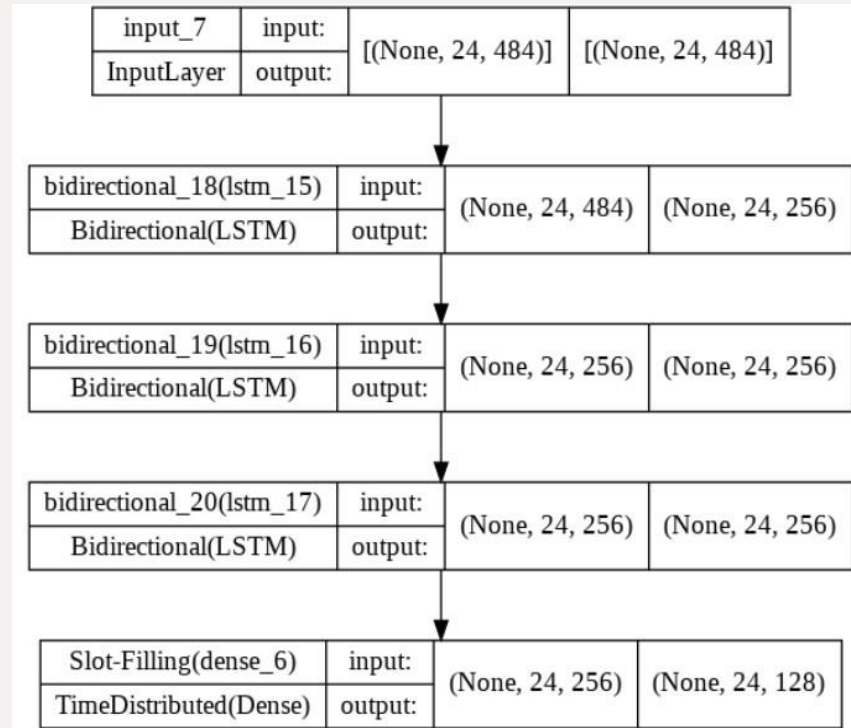 input_7 input: [(None, 24, 484)] [(None, 24, 484)]
InputLayer output:
bidirectional_18(lstm_15) input: (None, 24, 484) (None, 24, 256)
Bidirectional(LSTM) output:
bidirectional_19(lstm_16) input: (None, 24, 256) (None, 24, 256)
Bidirectional(LSTM) output:
bidirectional_20(lstm_17) input: (None, 24, 256) (None, 24, 256)
Bidirectional(LSTM) output:
Slot-Filling(dense_6) input: (None, 24, 256) (None, 24, 128)
TimeDistributed(Dense) output: